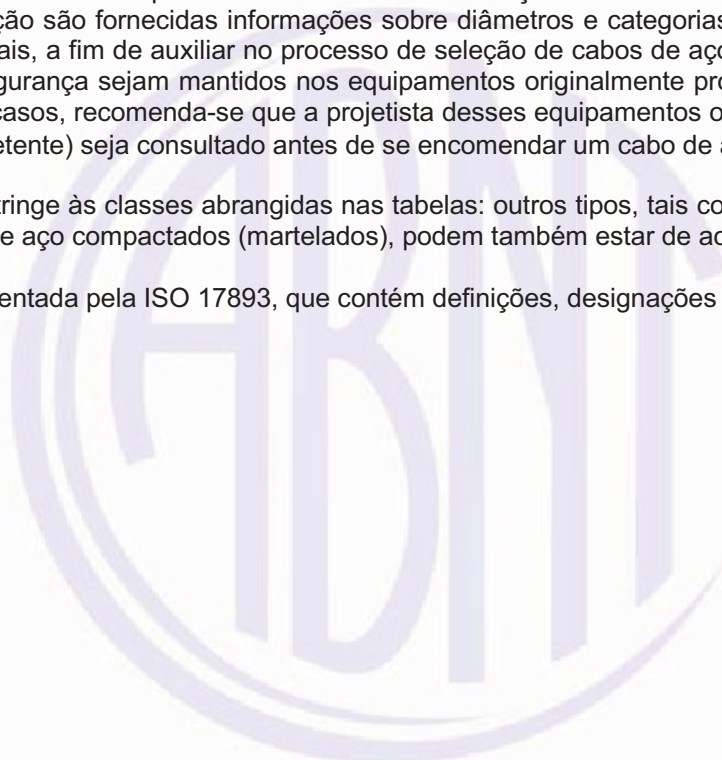 ção são fornecidas informações sobre diâmetros e categorias
ais, a fim de auxiliar no processo de seleção de cabos de aço
gurança sejam mantidos nos equipamentos originalmente pro
casos, recomenda-se que a projetista desses equipamentos o
etente) seja consultado antes de se encomendar um cabo de a
tringe às classes abrangidas nas tabelas: outros tipos, tais co
e aço compactados (martelados), podem também estar de ac
entada pela ISO 17893, que contém definições, designações
ABNT